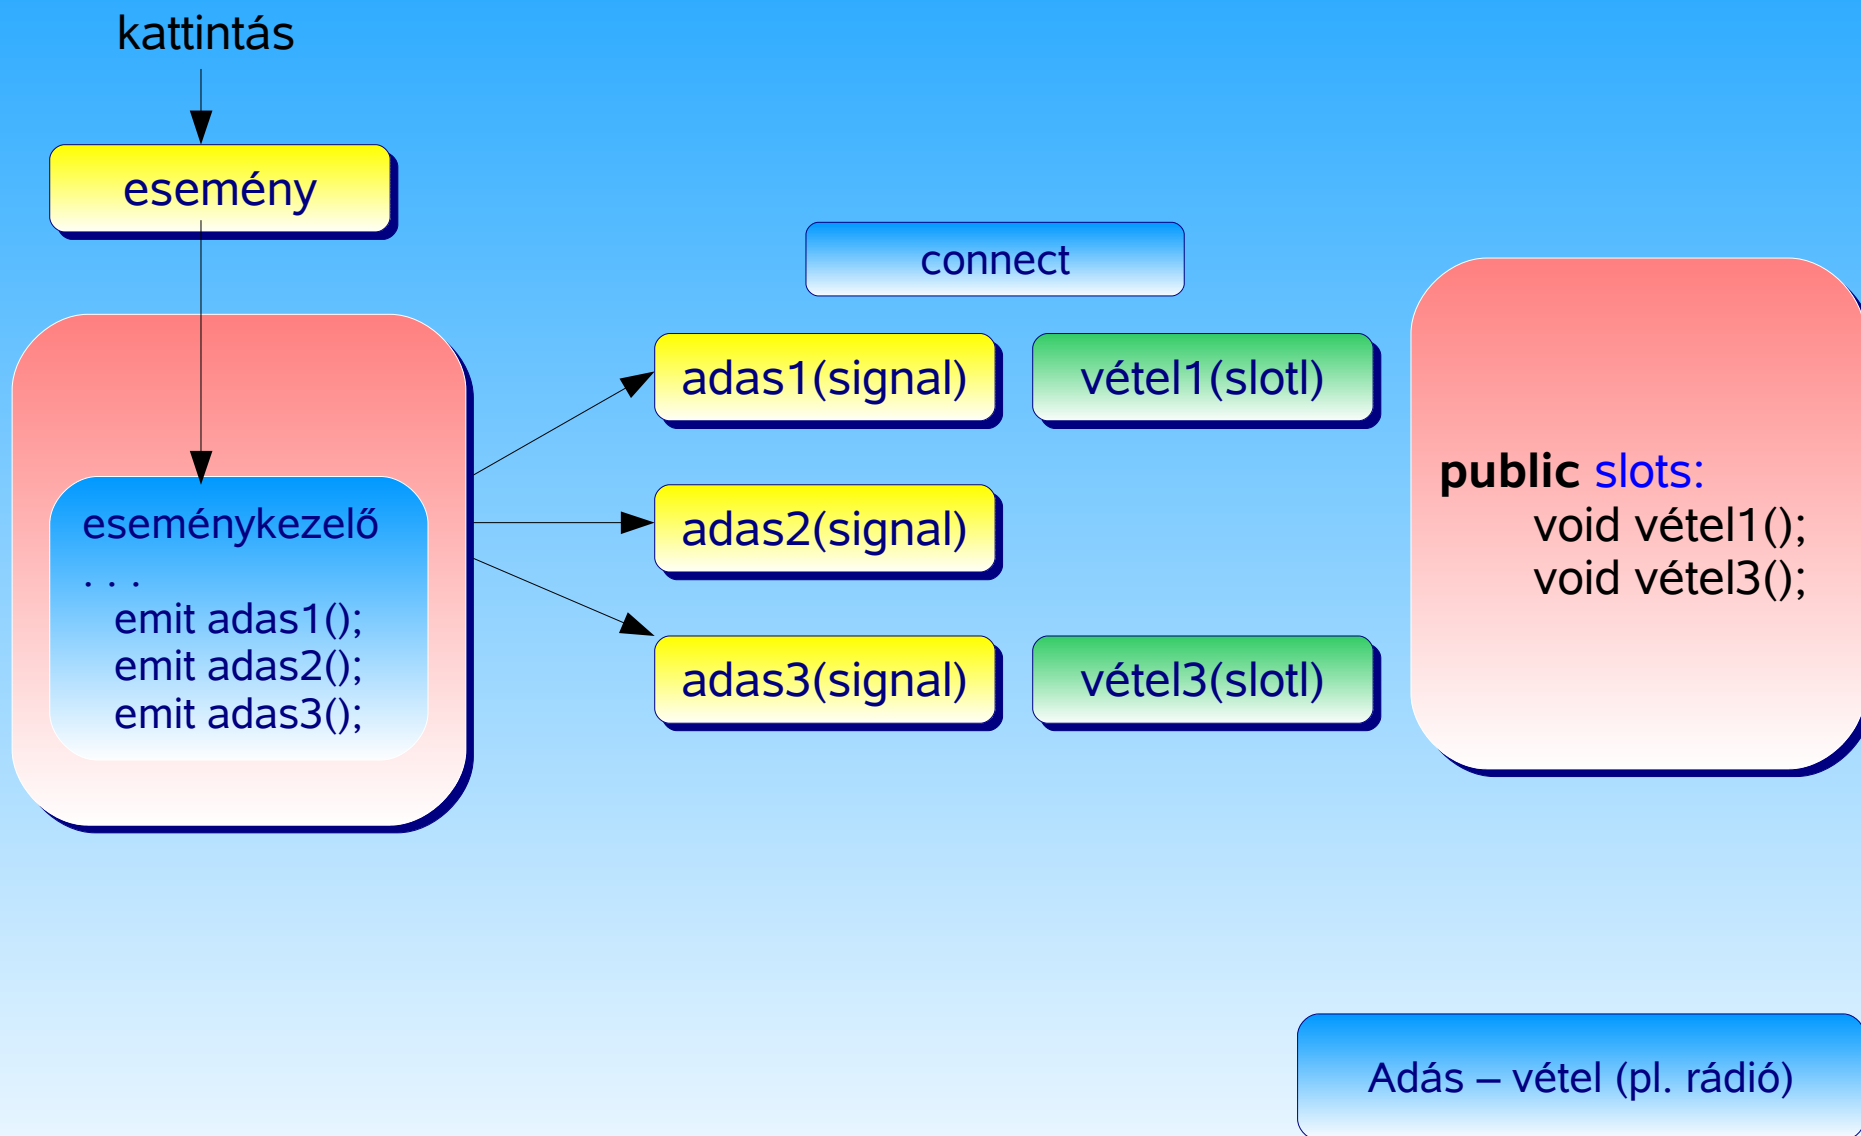 kattintás
esemény
eseménykezelő
. . .
emit adas1();
emit adas2();
emit adas3();
connect
adas1(signal)
vétel1(slotl)
adas2(signal)
adas3(signal)
vétel3(slotl)
public slots:
void vétel1();
void vétel3();
Adás – vétel (pl. rádió)